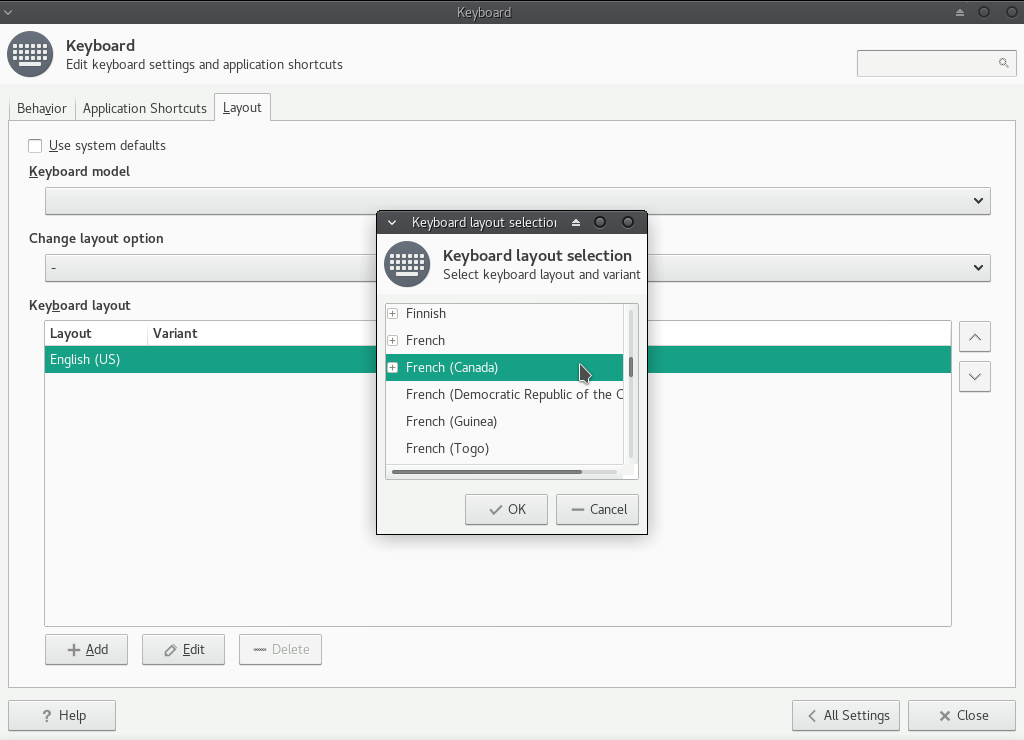 Keyboard
Keyboard
Edit keyboard settings and application shortcuts
Behavior
Application Shortcuts
Layout
Use system defaults
Keyboard model
Change layout option
-
Keyboard layout
Layout Variant
English (US)
Keyboard layout selection
Keyboard layout selection
Select keyboard layout and variant
Finnish
French
French (Canada)
French (Democratic Republic of the C
French (Guinea)
French (Togo)
OK
Cancel
Add
Edit
Delete
? Help
All Settings
Close